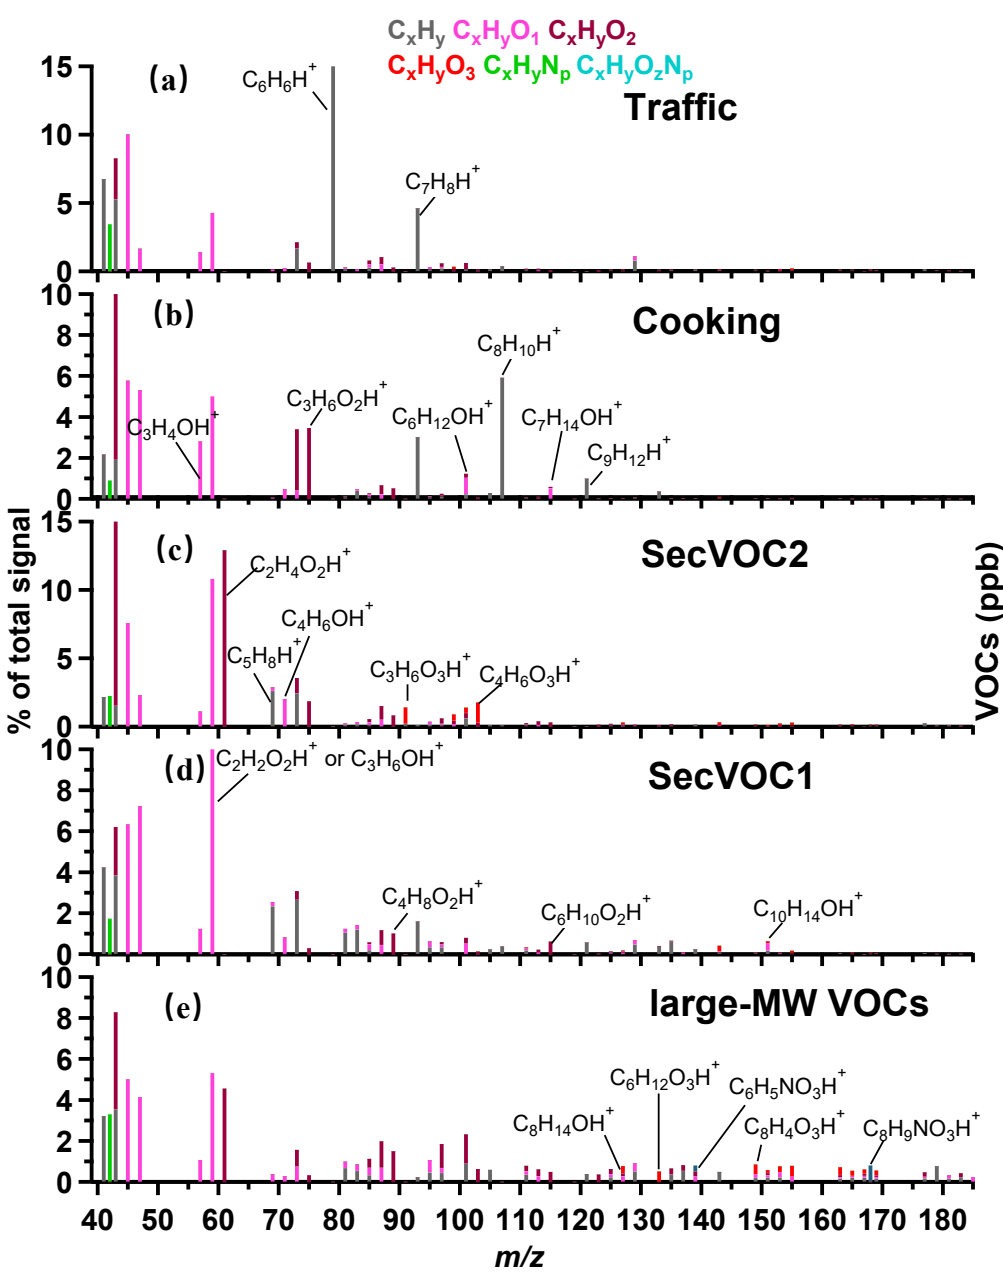 CxHy CxHyO1 CxHyO2
CxHyO3 CxHyNp CxHyOzNp
(a)
Traffic
C6H6H+
C7H8H+
15
10
5
0
(b)
Cooking
C3H4OH+
C3H6O2H+
C6H12OH+
C8H10H+
C7H14OH+
C9H12H+
10
8
6
4
2
0
(c)
SecVOC2
C2H4O2H+
C4H6OH+
C5H8H+
C3H6O3H+
C4H6O3H+
15
10
5
0
% of total signal
VOCs (ppb)
(d)
SecVOC1
C2H2O2H+ or C3H6OH+
C4H8O2H+
C6H10O2H+
C10H14OH+
10
8
6
4
2
0
(e)
large-MW VOCs
C8H14OH+
C6H12O3H+
C6H5NO3H+
C8H4O3H+
C8H9NO3H+
10
8
6
4
2
0
40 50 60 70 80 90 100 110 120 130 140 150 160 170 180
m/z